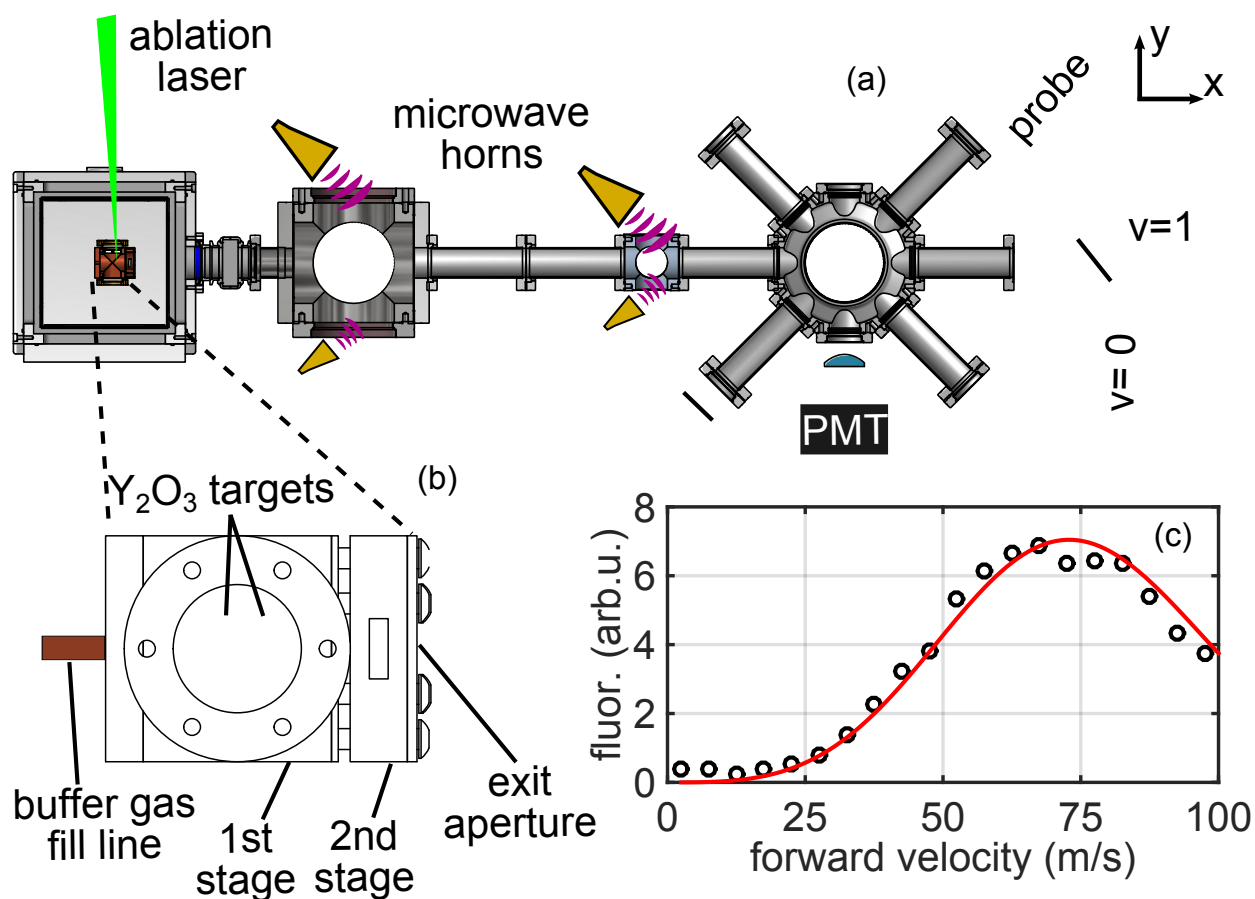 ablation
laser
microwave
horns
(a)
y
x
probe
v=1
v= 0
PMT
Y₂O₃ targets
(b)
buffer gas
fill line
1st
stage
2nd
stage
exit
aperture
(c)
fluor. (arb.u.)
8
6
4
2
0
0 25 50 75 100
forward velocity (m/s)